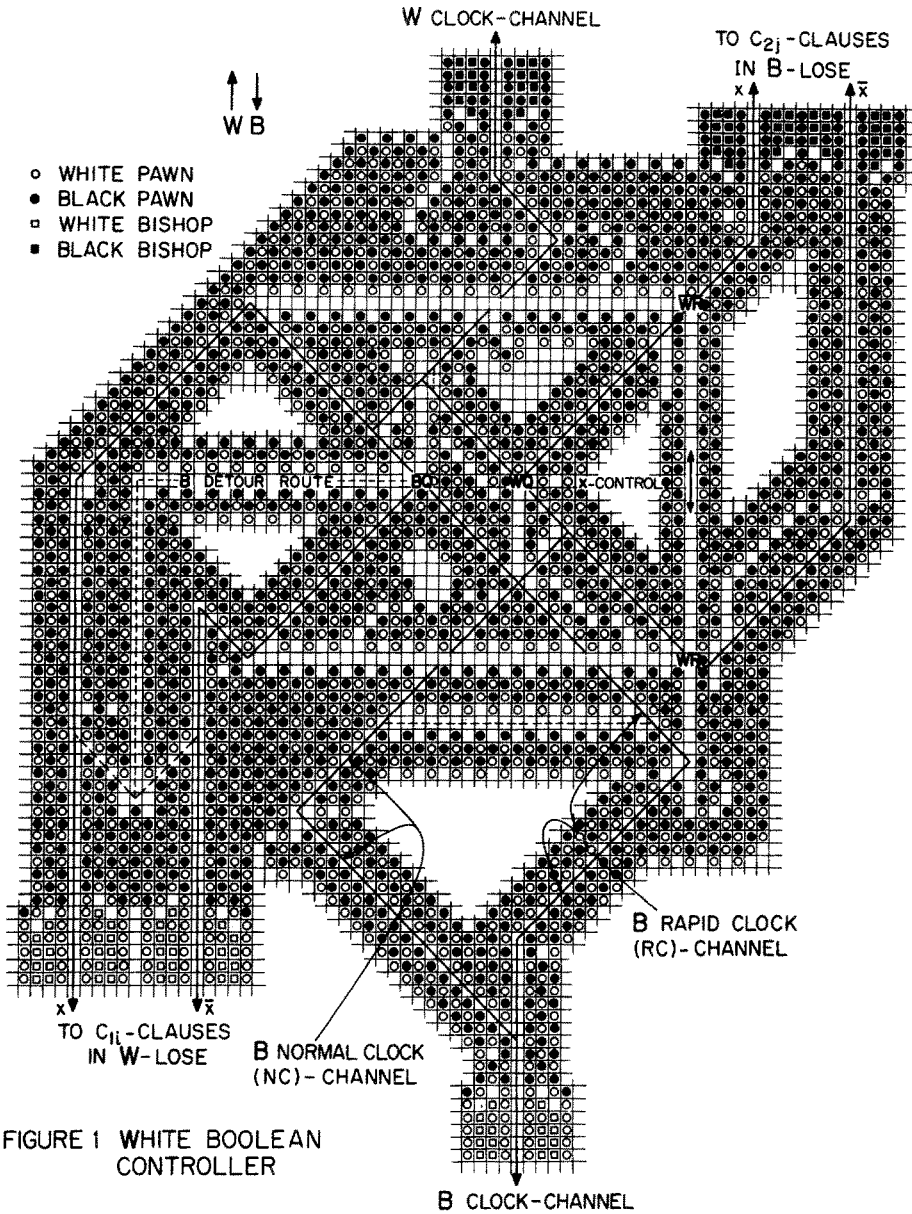 W CLOCK-CHANNEL
TO C2j-CLAUSES
IN B-LOSE
x x̄
W B
○ WHITE PAWN
● BLACK PAWN
□ WHITE BISHOP
■ BLACK BISHOP
WR
B DETOUR ROUTE
BQ
WQ
x-CONTROL
WR
B RAPID CLOCK
(RC)-CHANNEL
x x̄
TO C1i-CLAUSES
IN W-LOSE
B NORMAL CLOCK
(NC)-CHANNEL
FIGURE 1 WHITE BOOLEAN
CONTROLLER
B CLOCK-CHANNEL